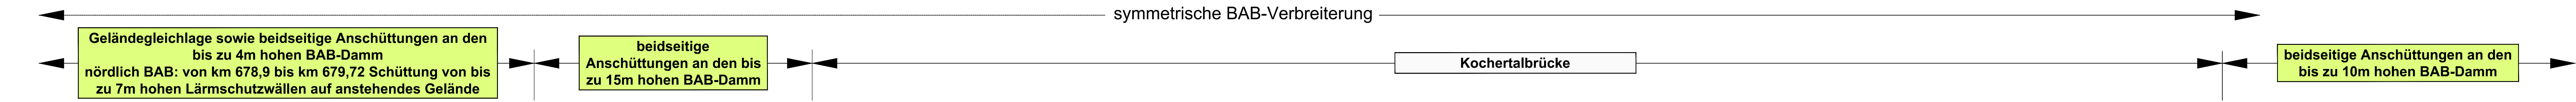 symmetrische BAB-Verbreiterung
Geländegleichlage sowie beidseitige Anschüttungen an den
bis zu 4m hohen BAB-Damm
nördlich BAB: von km 678,9 bis km 679,72 Schüttung von bis
zu 7m hohen Lärmschutzwällen auf anstehendes Gelände
beidseitige
Anschüttungen an den bis
zu 15m hohen BAB-Damm
Kochertalbrücke
beidseitige Anschüttungen an den
bis zu 10m hohen BAB-Damm